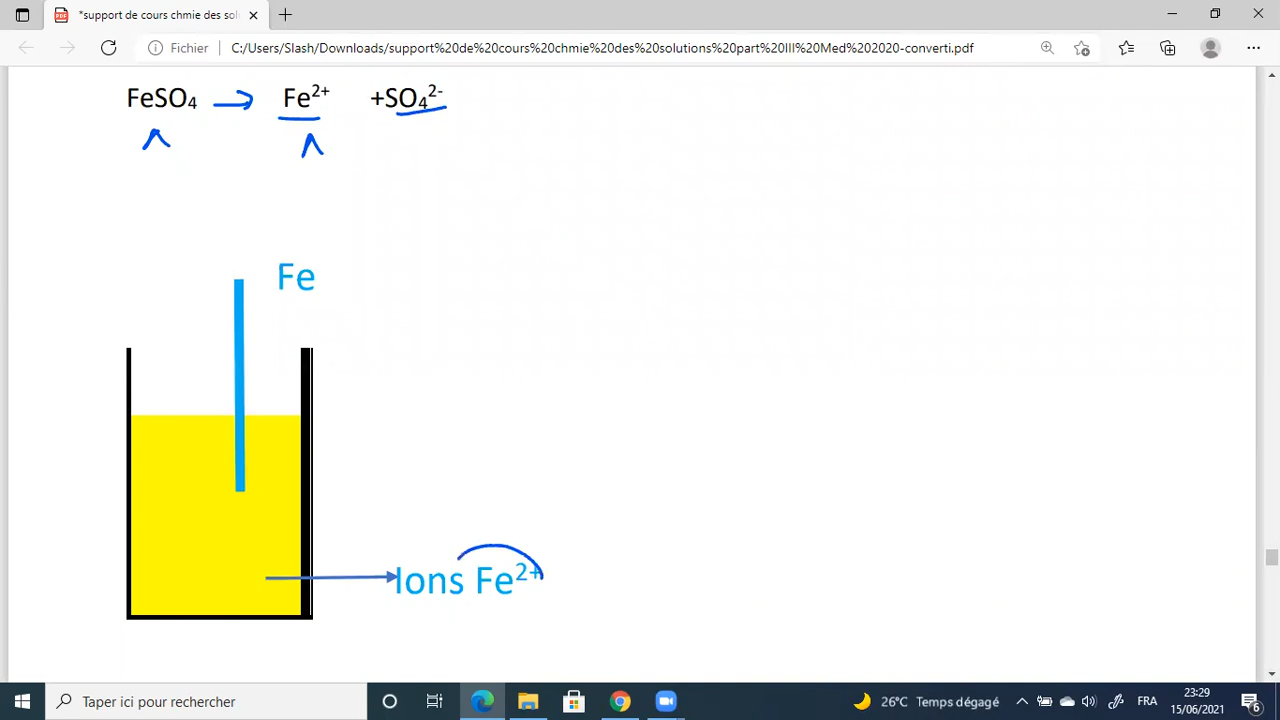 *support de cours chmie des sol
Fichier
C:/Users/Slash/Downloads/support%20de%20cours%20chmie%20des%20solutions%20part%20III%20Med%202020-converti.pdf
FeSO₄ → Fe²⁺ +SO₄²⁻
Fe
Ions Fe²⁺
Taper ici pour rechercher
26°C Temps dégagé
FRA
23:29
15/06/2021
6